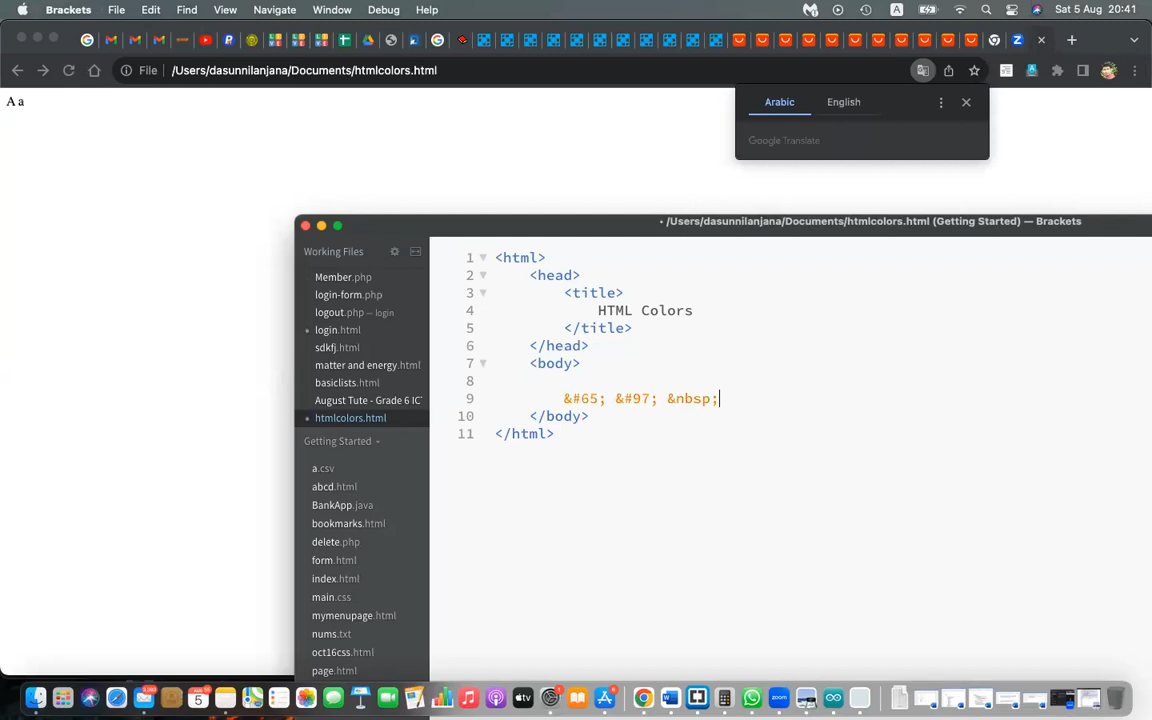 Brackets File Edit Find View Navigate Window Debug Help A Sat 5 Aug 20:41
File /Users/dasunnilanjana/Documents/htmlcolors.html
A a
Arabic English
Google Translate
• /Users/dasunnilanjana/Documents/htmlcolors.html (Getting Started) — Brackets
Working Files
Member.php
login-form.php
logout.php — login
login.html
sdkfj.html
matter and energy.html
basiclists.html
August Tute - Grade 6 IC
htmlcolors.html
Getting Started
a.csv
abcd.html
BankApp.java
bookmarks.html
delete.php
form.html
index.html
main.css
mymenupage.html
nums.txt
oct16css.html
page.html
1 <html>
2 <head>
3 <title>
4 HTML Colors
5 </title>
6 </head>
7 <body>
8
9 &#65; &#97; &nbsp;
10 </body>
11 </html>